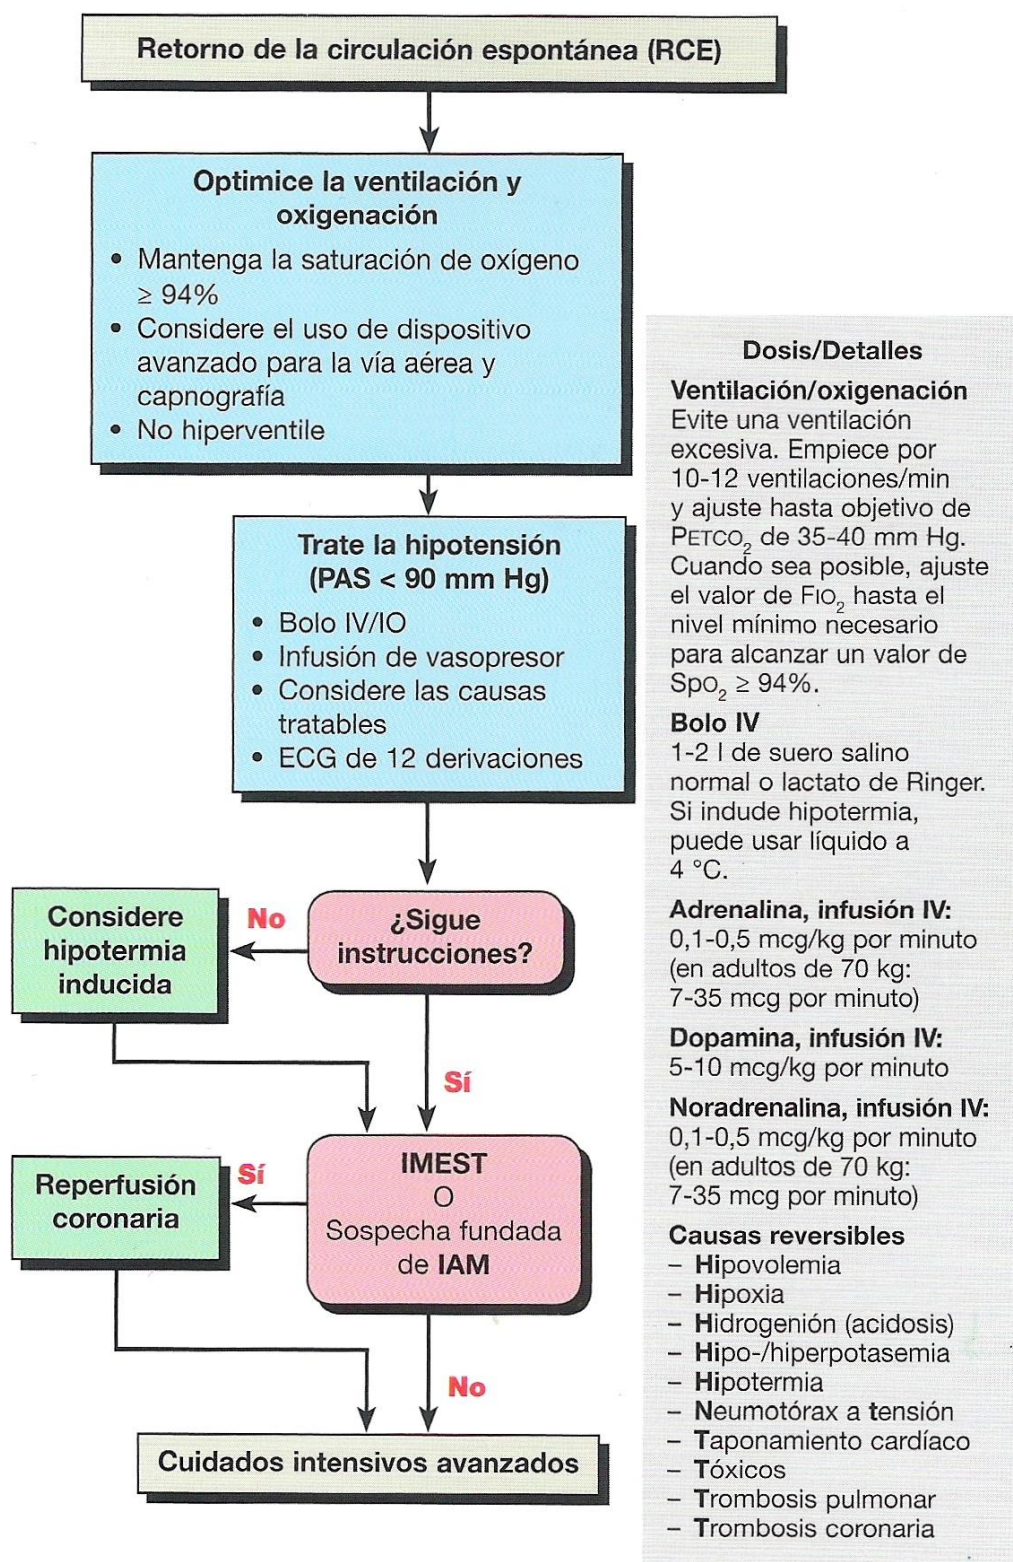 Retorno de la circulación espontánea (RCE)
Optimice la ventilación y
oxigenación
• Mantenga la saturación de oxígeno
≥ 94%
• Considere el uso de dispositivo
avanzado para la vía aérea y
capnografía
• No hiperventile
Trate la hipotensión
(PAS < 90 mm Hg)
• Bolo IV/IO
• Infusión de vasopresor
• Considere las causas
tratables
• ECG de 12 derivaciones
¿Sigue
instrucciones?
No
Considere
hipotermia
inducida
Sí
IMEST
O
Sospecha fundada
de IAM
Sí
Reperfusión
coronaria
No
Cuidados intensivos avanzados
Dosis/Detalles
Ventilación/oxigenación
Evite una ventilación
excesiva. Empiece por
10-12 ventilaciones/min
y ajuste hasta objetivo de
PETCO₂ de 35-40 mm Hg.
Cuando sea posible, ajuste
el valor de FIO₂ hasta el
nivel mínimo necesario
para alcanzar un valor de
SpO₂ ≥ 94%.
Bolo IV
1-2 l de suero salino
normal o lactato de Ringer.
Si indude hipotermia,
puede usar líquido a
4 °C.
Adrenalina, infusión IV:
0,1-0,5 mcg/kg por minuto
(en adultos de 70 kg:
7-35 mcg por minuto)
Dopamina, infusión IV:
5-10 mcg/kg por minuto
Noradrenalina, infusión IV:
0,1-0,5 mcg/kg por minuto
(en adultos de 70 kg:
7-35 mcg por minuto)
Causas reversibles
– Hipovolemia
– Hipoxia
– Hidrogenión (acidosis)
– Hipo-/hiperpotasemia
– Hipotermia
– Neumotórax a tensión
– Taponamiento cardíaco
– Tóxicos
– Trombosis pulmonar
– Trombosis coronaria